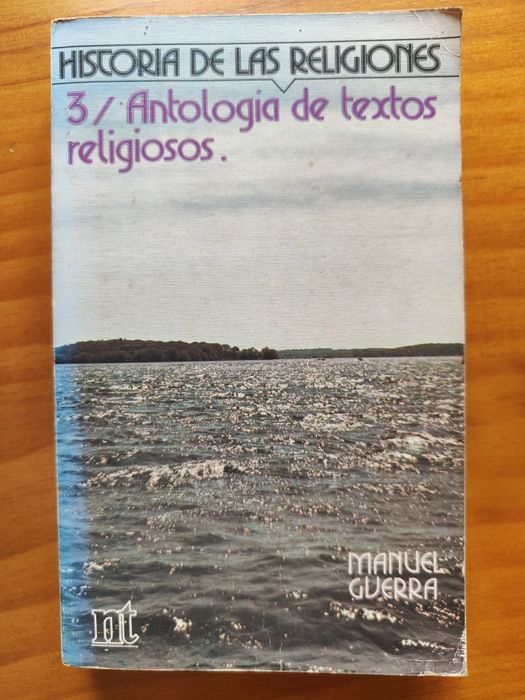 HISTORIA DE LAS RELIGIONES
3/ Antología de textos
religiosos.
MANUEL
GUERRA
nt